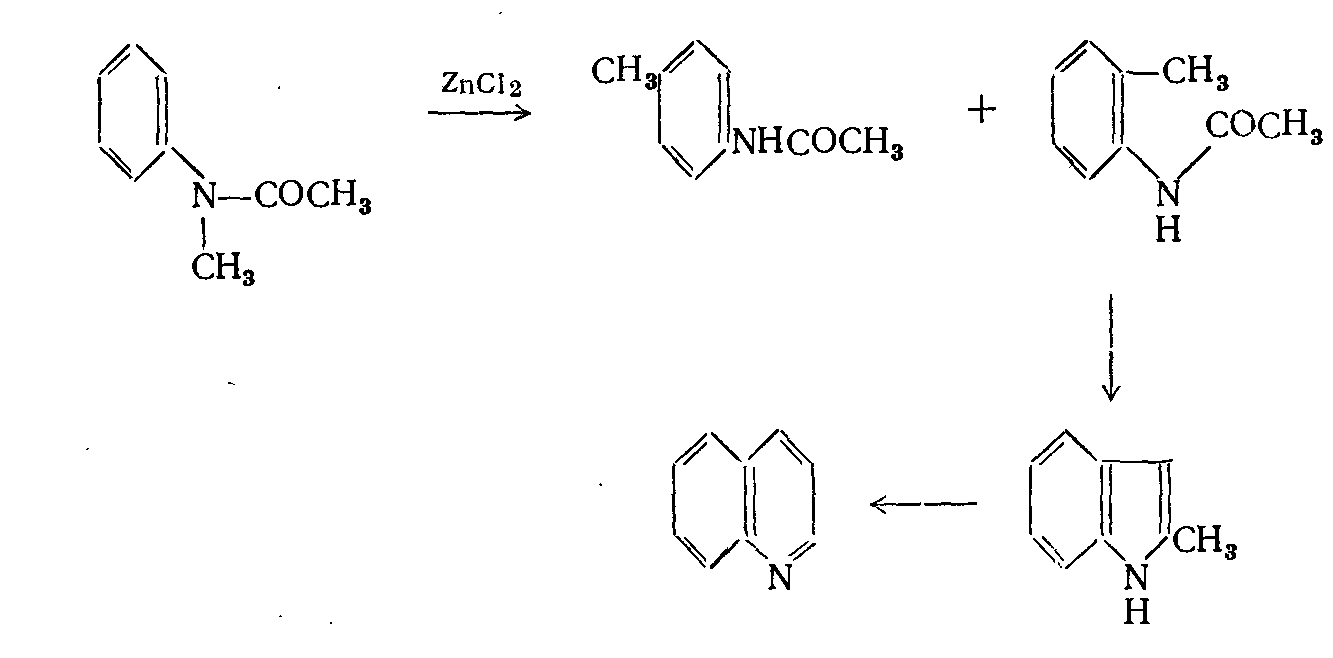 ZnCl2
CH3
NHCOCH3
+
CH3
COCH3
N
H
N—COCH3
CH3
N
CH3
N
H